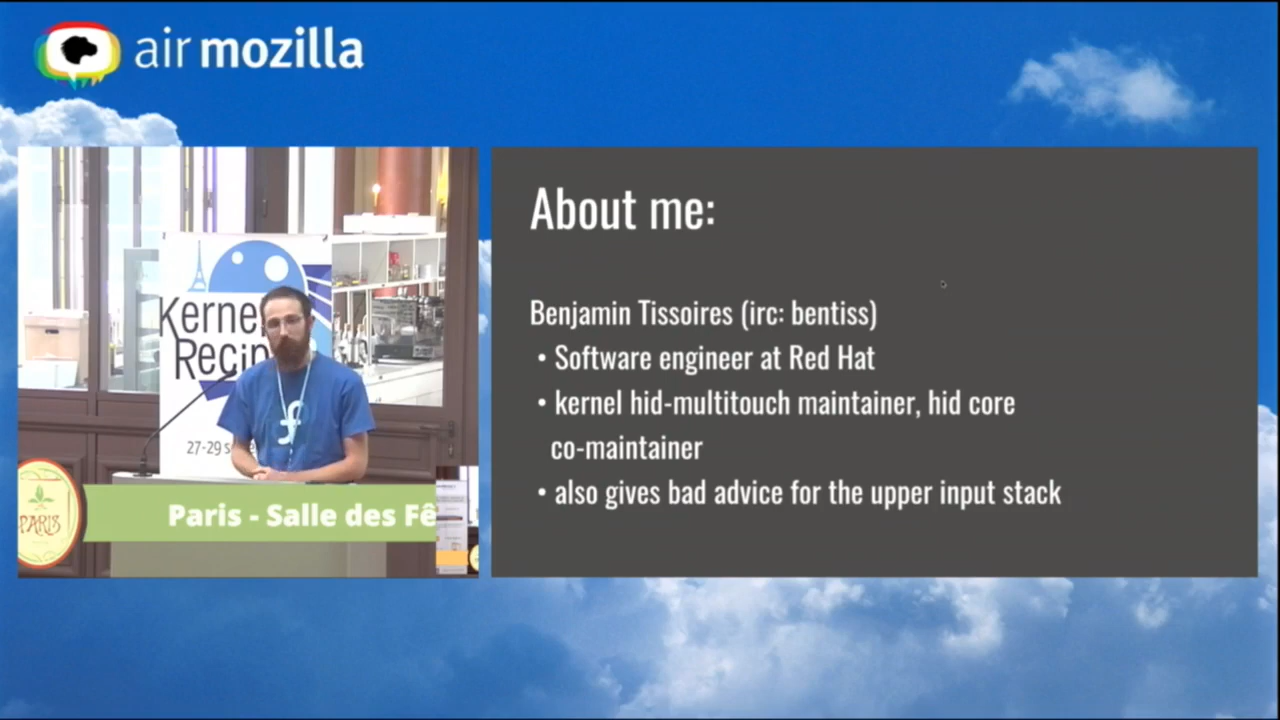 air mozilla
About me:
Benjamin Tissoires (irc: bentiss)
• Software engineer at Red Hat
• kernel hid-multitouch maintainer, hid core
co-maintainer
• also gives bad advice for the upper input stack
Kerne
Recip
27-29 s
PARIS
Paris - Salle des Fê